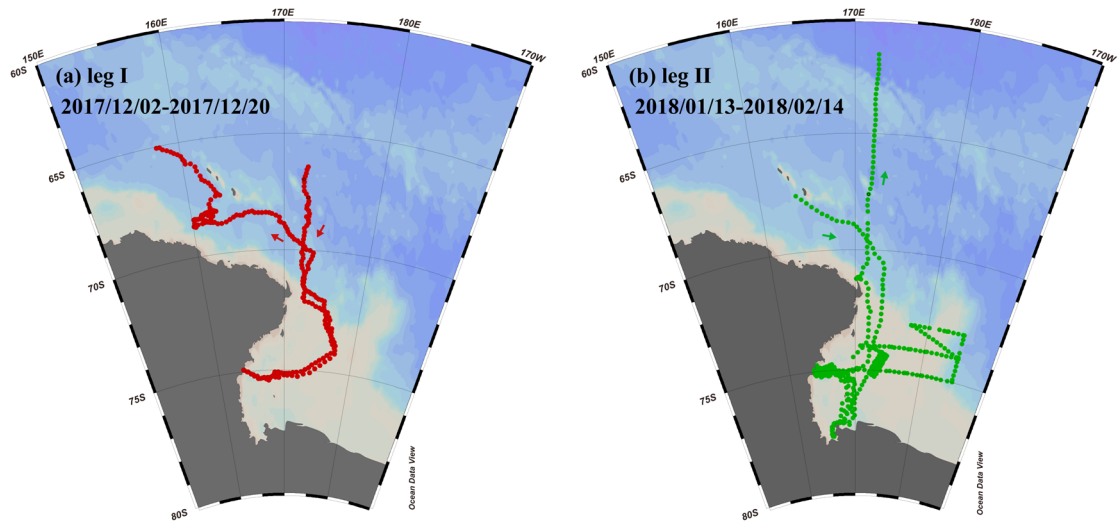 150E
160E
170E
180E
170W
60S
65S
70S
75S
80S
(a) leg I
2017/12/02-2017/12/20
Ocean Data View
150E
160E
170E
180E
170W
60S
65S
70S
75S
80S
(b) leg II
2018/01/13-2018/02/14
Ocean Data View